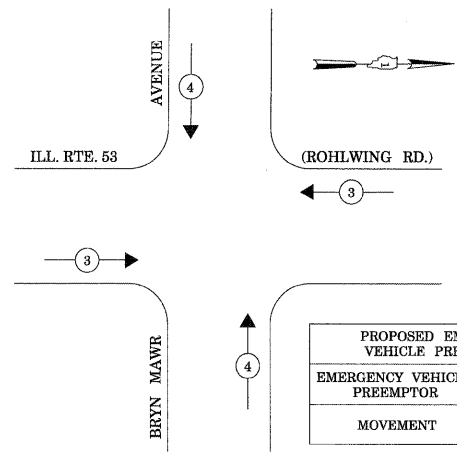 AVENUE
4
ILL. RTE. 53
(ROHLWING RD.)
3
3
BRYN MAWR
4
PROPOSED EM
VEHICLE PRE
EMERGENCY VEHIC
PREEMPTOR
MOVEMENT